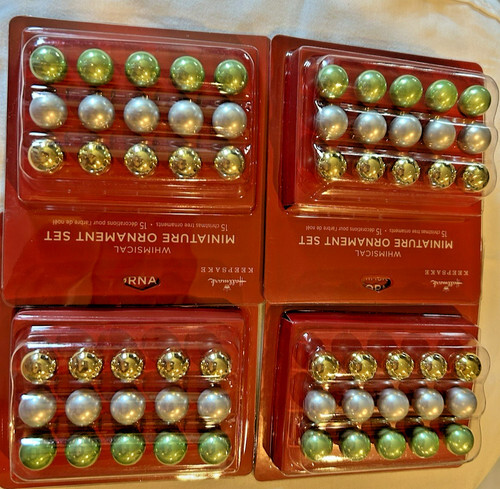 Hallmark
KEEPSAKE
WHIMSICAL
MINIATURE ORNAMENT SET
15 christmas tree ornaments • 15 décorations pour l'arbre de noël
Hallmark
KEEPSAKE
WHIMSICAL
MINIATURE ORNAMENT SET
15 christmas tree ornaments • 15 décorations pour l'arbre de noël